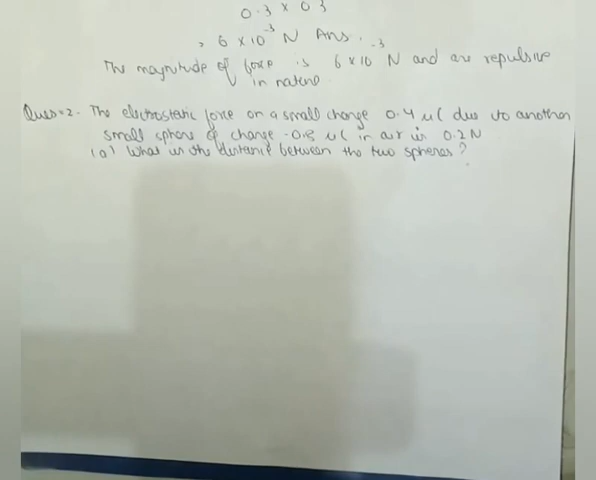 0.3 × 0.3
, 6 × 10⁻³ N Ans.
The magnitude of force is 6 × 10⁻³ N and are repulsive
in nature
Ques=2- The electrostatic force on a small charge 0.4 μC due to another
small sphere of charge -0.8 μC in air is 0.2N
(a) What is the distance between the two spheres?